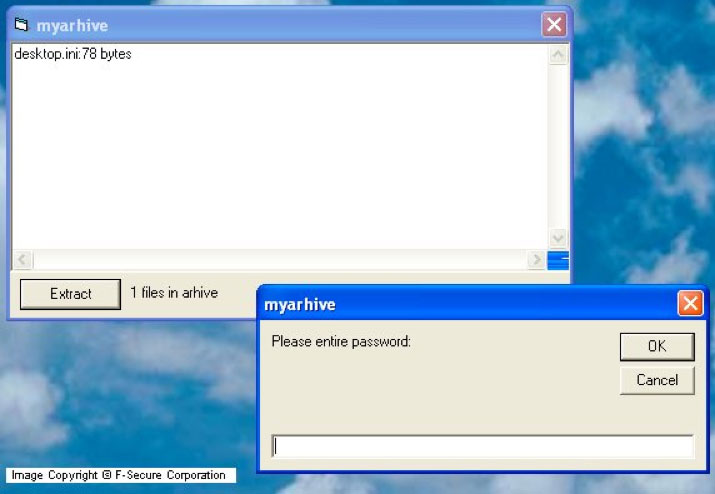 myarhive
desktop.ini:78 bytes
Extract
1 files in arhive
myarhive
Please entire password:
OK
Cancel
Image Copyright © F-Secure Corporation